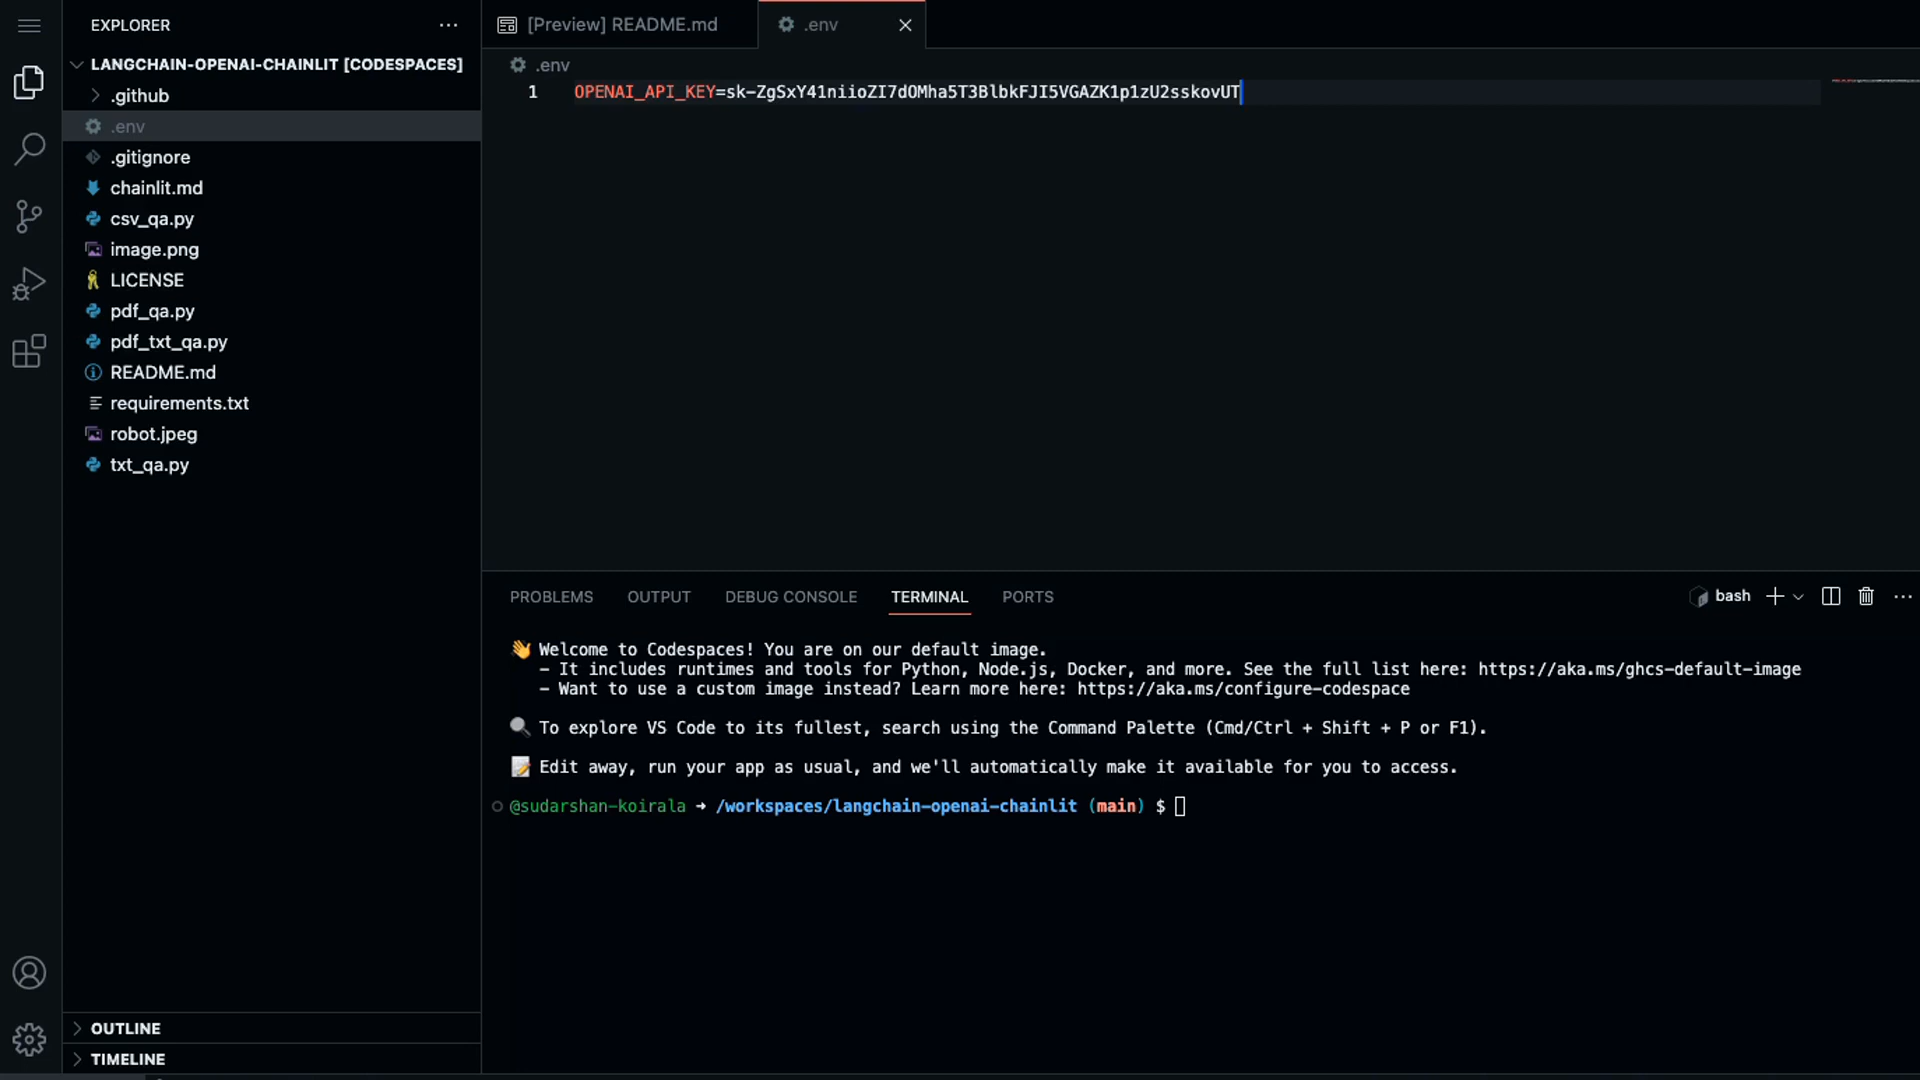 EXPLORER
LANGCHAIN-OPENAI-CHAINLIT [CODESPACES]
.github
.env
.gitignore
chainlit.md
csv_qa.py
image.png
LICENSE
pdf_qa.py
pdf_txt_qa.py
README.md
requirements.txt
robot.jpeg
txt_qa.py
OUTLINE
TIMELINE
[Preview] README.md
.env
.env
1 OPENAI_API_KEY=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
PROBLEMS OUTPUT DEBUG CONSOLE TERMINAL PORTS
bash
👋 Welcome to Codespaces! You are on our default image.
- It includes runtimes and tools for Python, Node.js, Docker, and more. See the full list here: https://aka.ms/ghcs-default-image
- Want to use a custom image instead? Learn more here: https://aka.ms/configure-codespace
🔍 To explore VS Code to its fullest, search using the Command Palette (Cmd/Ctrl + Shift + P or F1).
📝 Edit away, run your app as usual, and we'll automatically make it available for you to access.
@sudarshan-koirala ➜ /workspaces/langchain-openai-chainlit (main) $